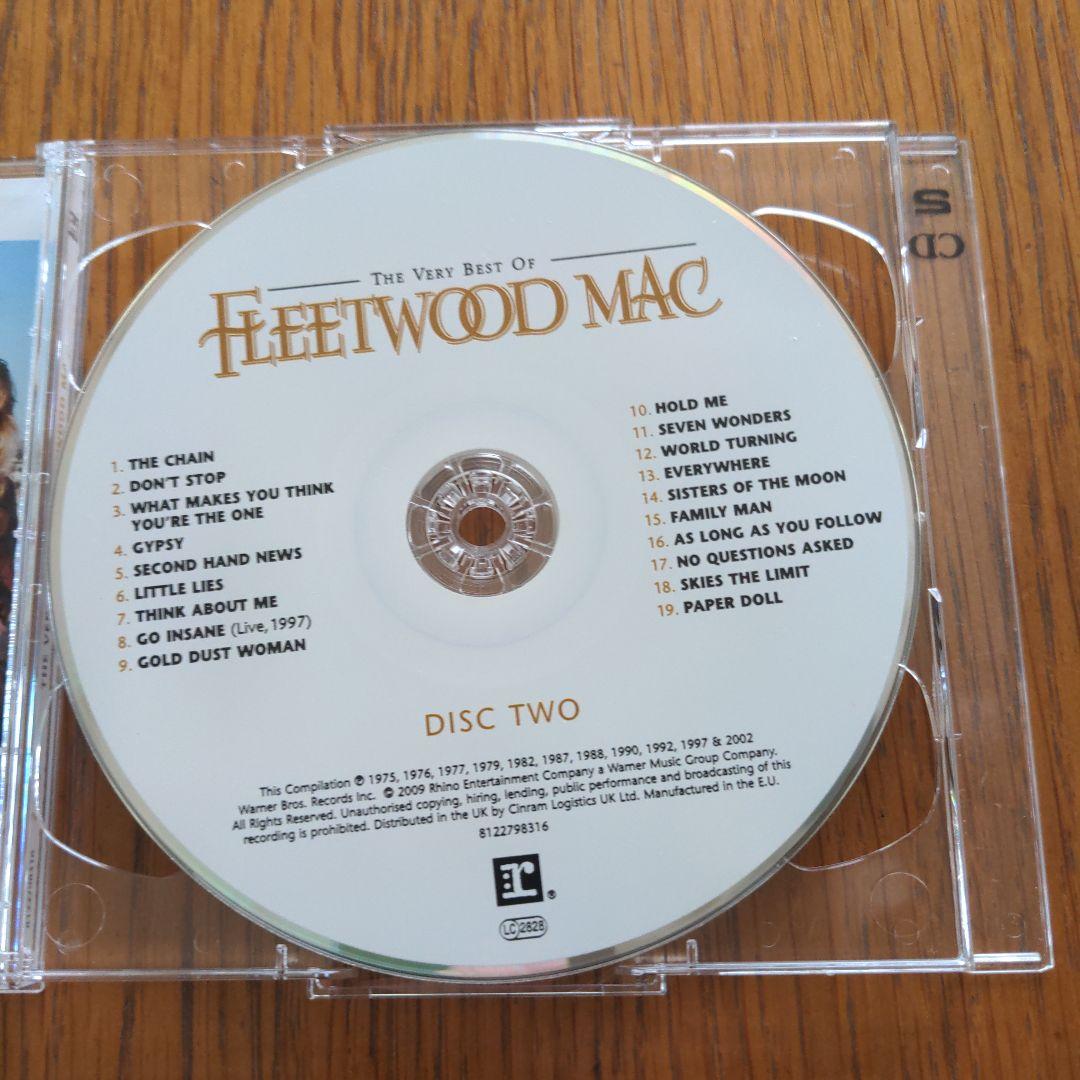 THE VERY BEST OF
FLEETWOOD MAC
1. THE CHAIN
2. DON'T STOP
3. WHAT MAKES YOU THINK
YOU'RE THE ONE
4. GYPSY
5. SECOND HAND NEWS
6. LITTLE LIES
7. THINK ABOUT ME
8. GO INSANE (Live, 1997)
9. GOLD DUST WOMAN
10. HOLD ME
11. SEVEN WONDERS
12. WORLD TURNING
13. EVERYWHERE
14. SISTERS OF THE MOON
15. FAMILY MAN
16. AS LONG AS YOU FOLLOW
17. NO QUESTIONS ASKED
18. SKIES THE LIMIT
19. PAPER DOLL
DISC TWO
This Compilation ℗ 1975, 1976, 1977, 1979, 1982, 1987, 1988, 1990, 1992, 1997 & 2002
Warner Bros. Records Inc. © 2009 Rhino Entertainment Company a Warner Music Group Company.
All Rights Reserved. Unauthorised copying, hiring, lending, public performance and broadcasting of this
recording is prohibited. Distributed in the UK by Cinram Logistics UK Ltd. Manufactured in the E.U.
8122798316
r®
LC 2828
2
CD
8122798316